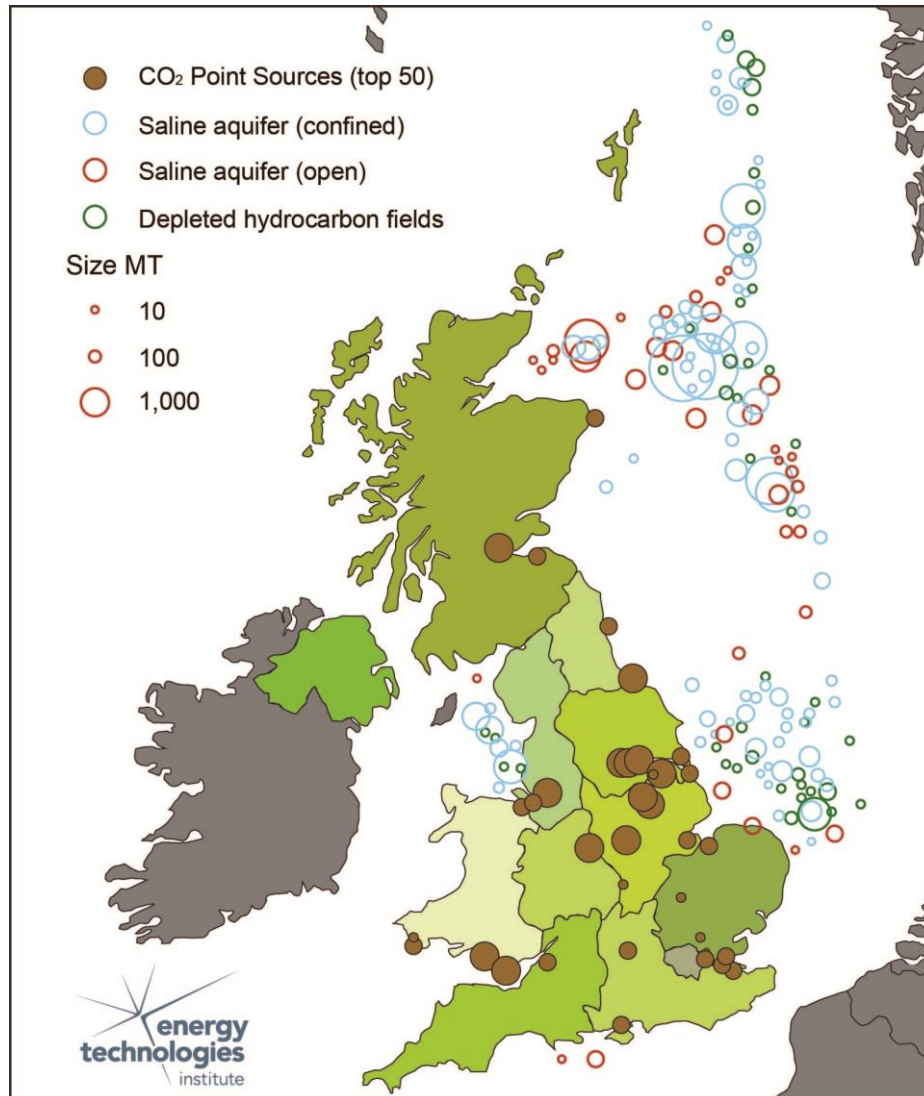 CO₂ Point Sources (top 50)
Saline aquifer (confined)
Saline aquifer (open)
Depleted hydrocarbon fields
Size MT
10
100
1,000
energy
technologies
institute